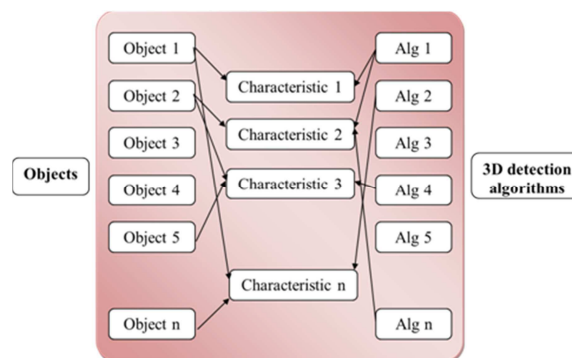 Objects
Object 1
Object 2
Object 3
Object 4
Object 5
Object n
Characteristic 1
Characteristic 2
Characteristic 3
Characteristic n
Alg 1
Alg 2
Alg 3
Alg 4
Alg 5
Alg n
3D detection
algorithms